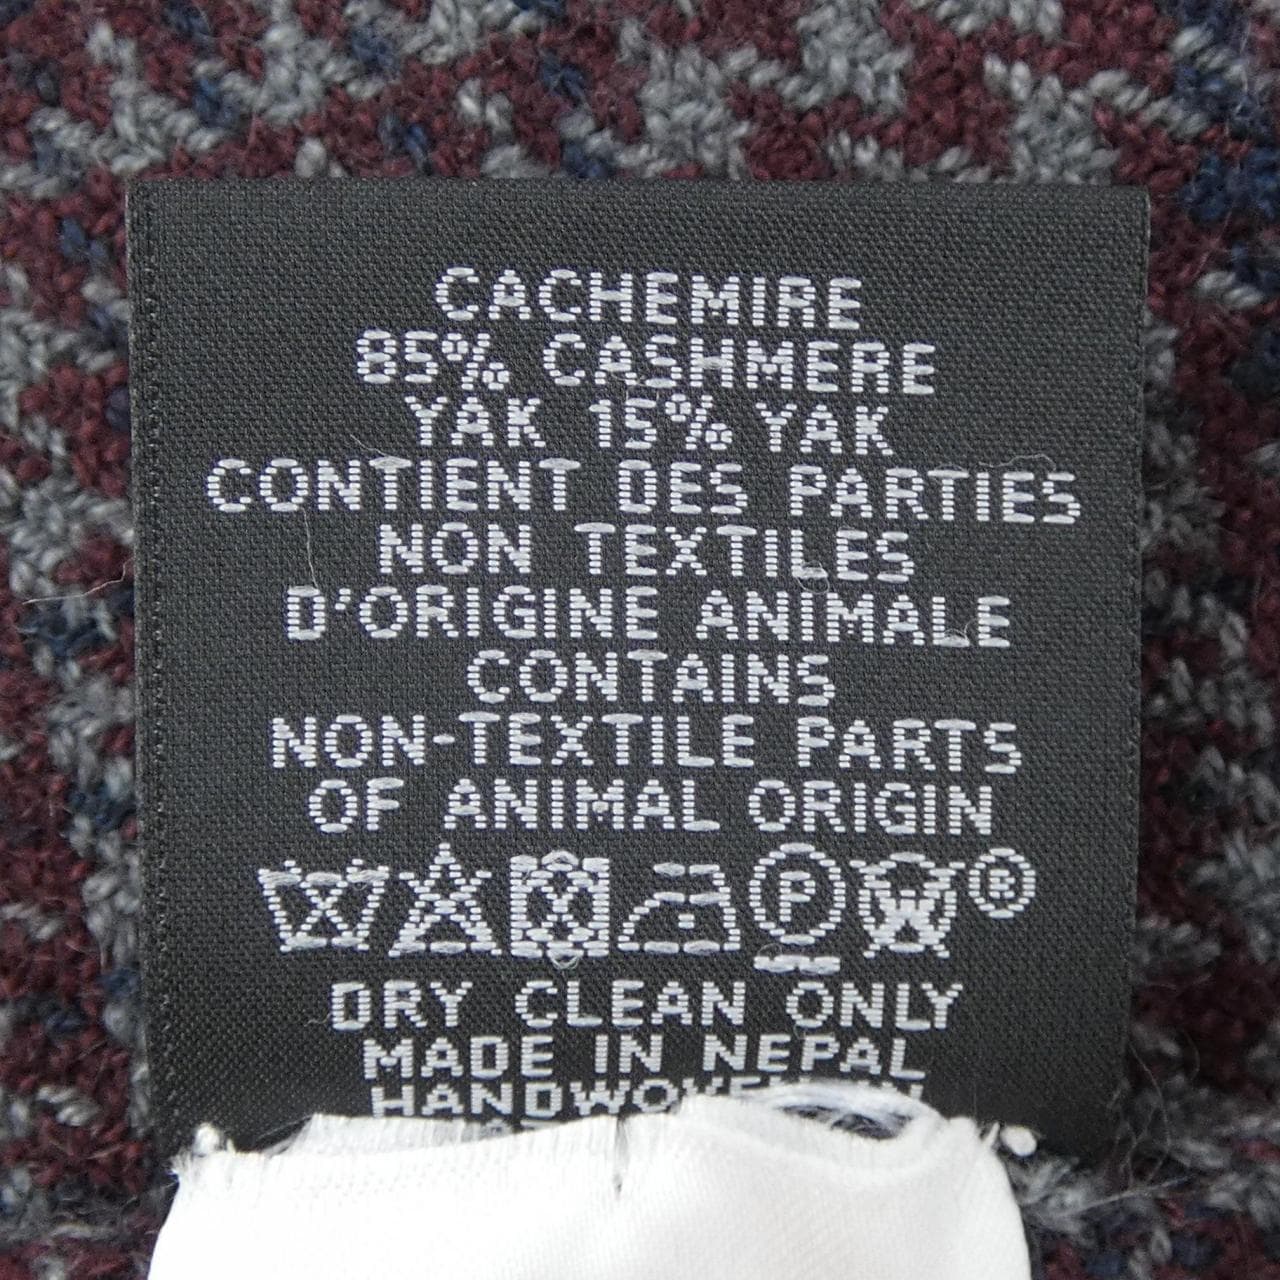 CACHEMIRE
85% CASHMERE
YAK 15% YAK
CONTIENT DES PARTIES
NON TEXTILES
D'ORIGINE ANIMALE
CONTAINS
NON-TEXTILE PARTS
OF ANIMAL ORIGIN
P ®
DRY CLEAN ONLY
MADE IN NEPAL